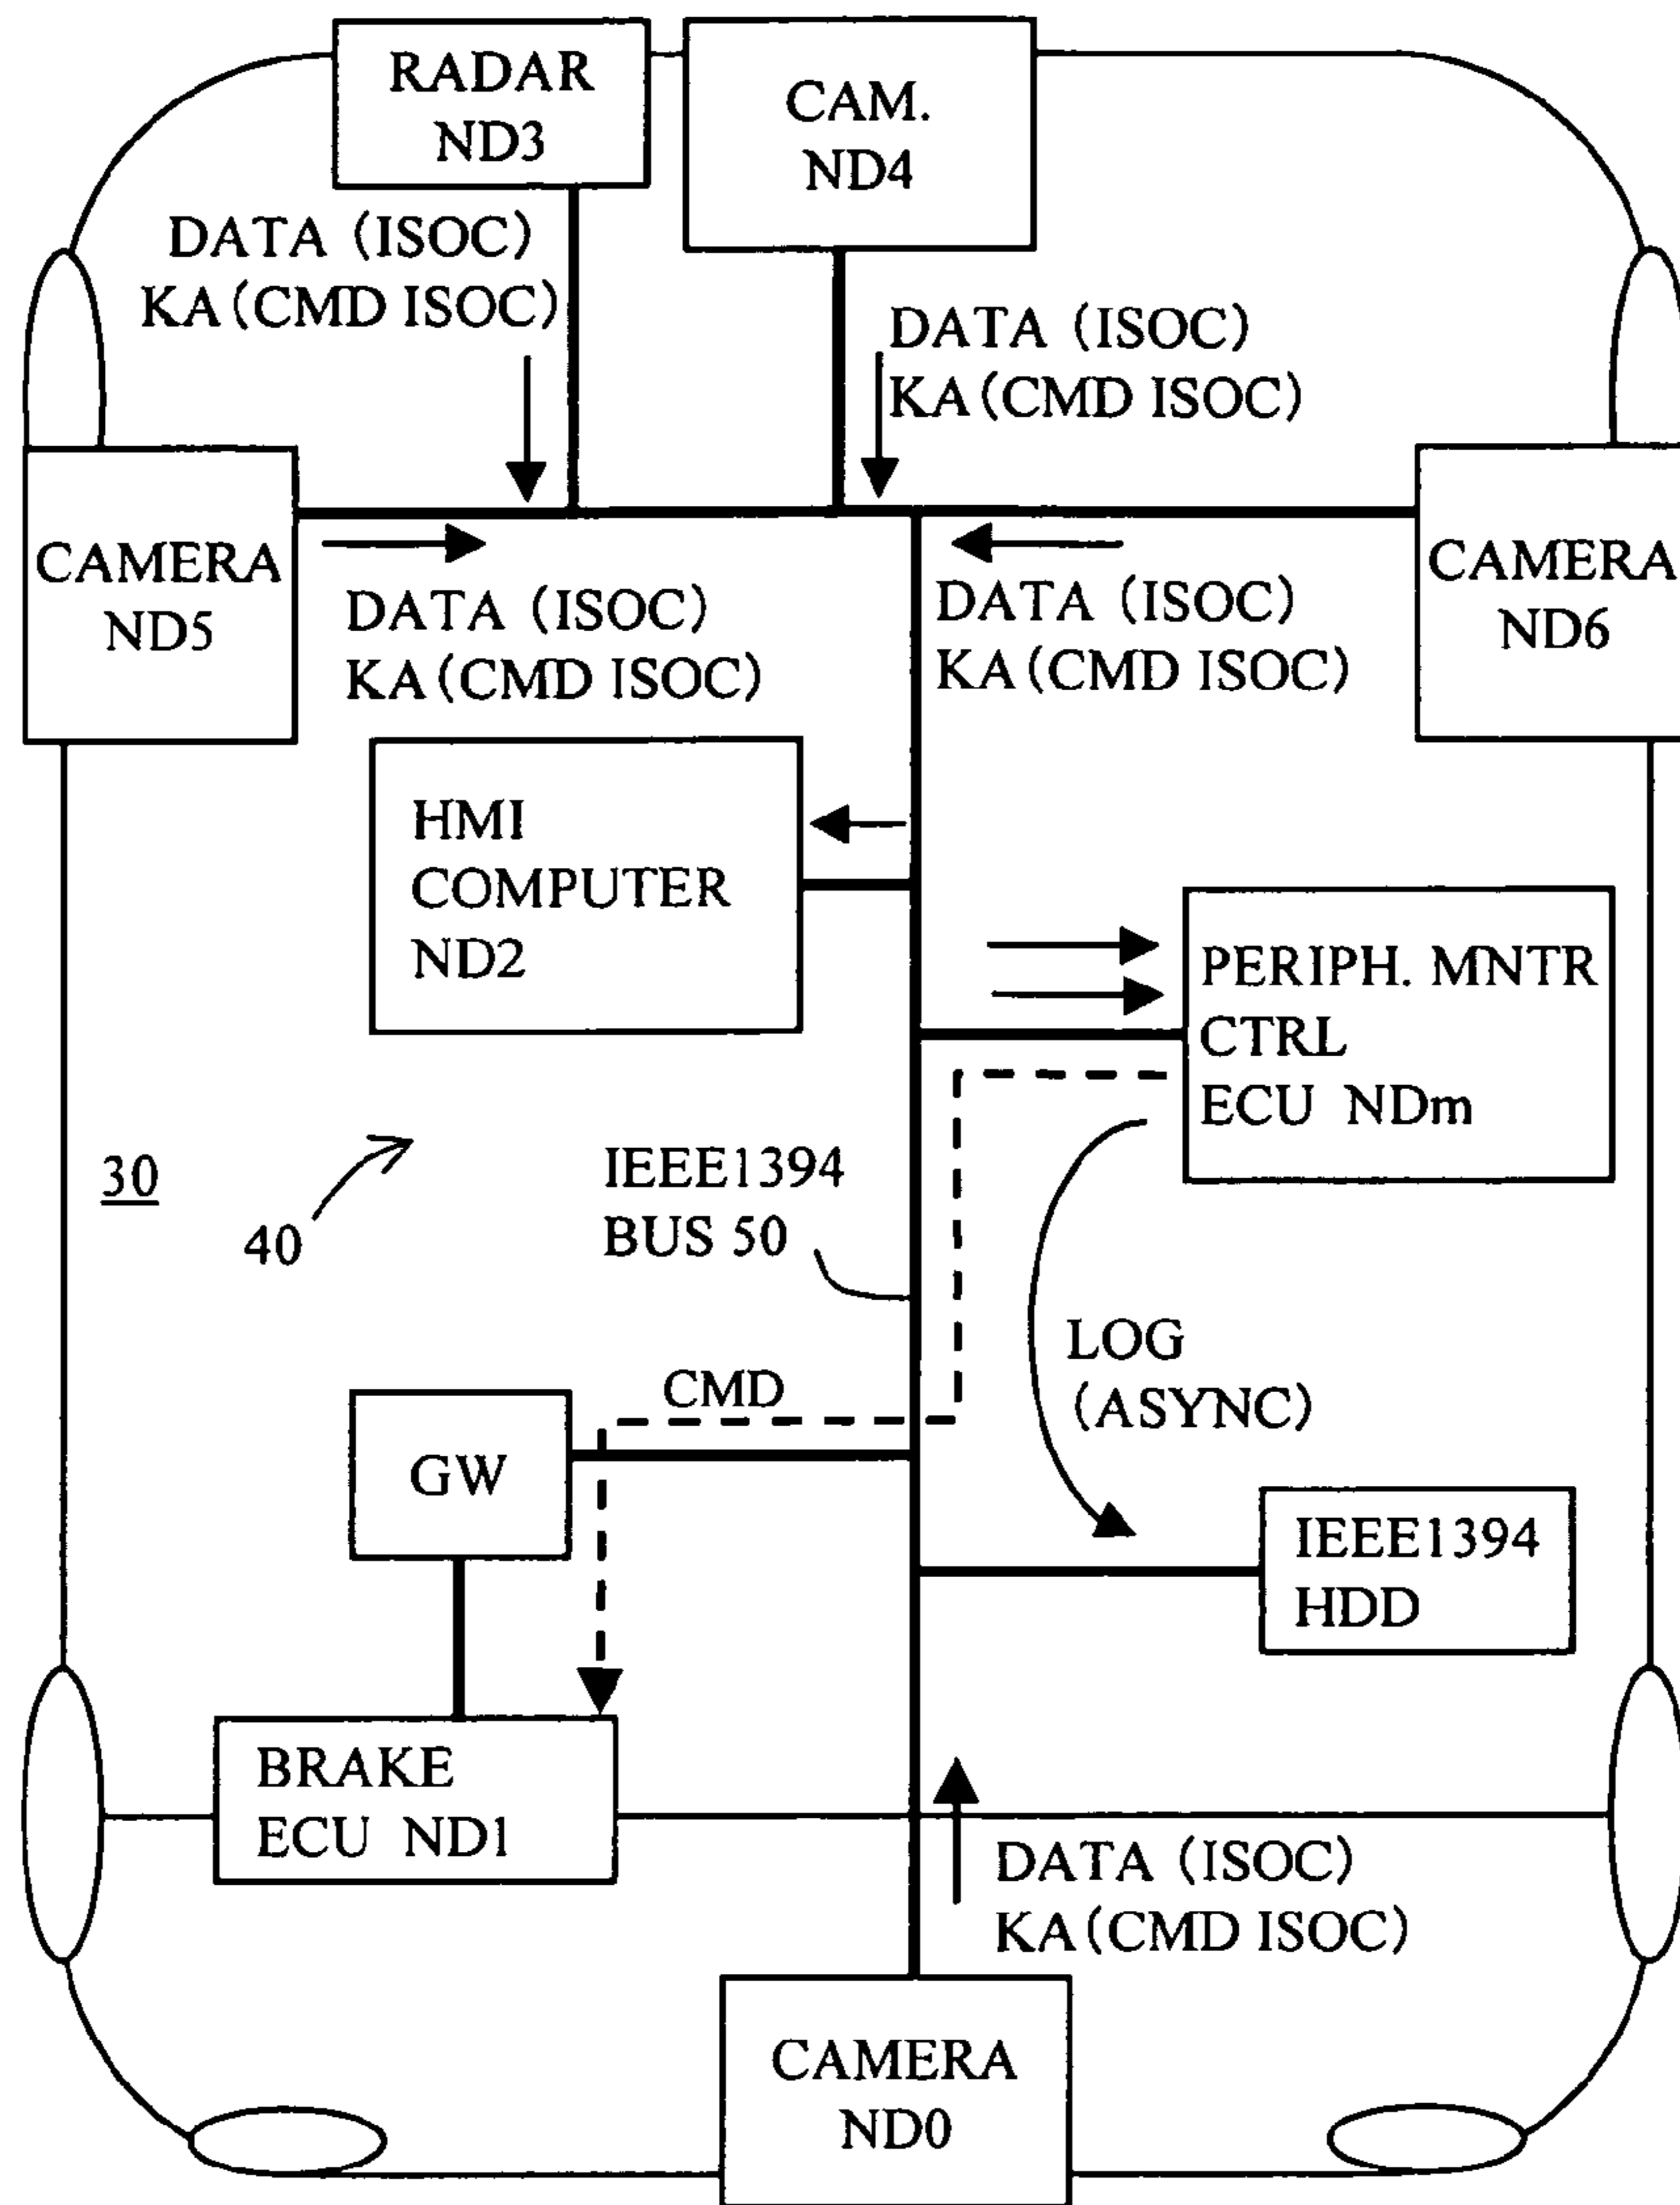 RADAR
ND3
CAM.
ND4
DATA (ISOC)
KA(CMD ISOC)
DATA (ISOC)
KA(CMD ISOC)
CAMERA
ND5
DATA (ISOC)
KA(CMD ISOC)
DATA (ISOC)
KA(CMD ISOC)
CAMERA
ND6
HMI
COMPUTER
ND2
PERIPH. MNTR
CTRL
ECU NDm
30
40
IEEE1394
BUS 50
LOG
(ASYNC)
CMD
GW
IEEE1394
HDD
BRAKE
ECU ND1
DATA (ISOC)
KA(CMD ISOC)
CAMERA
ND0